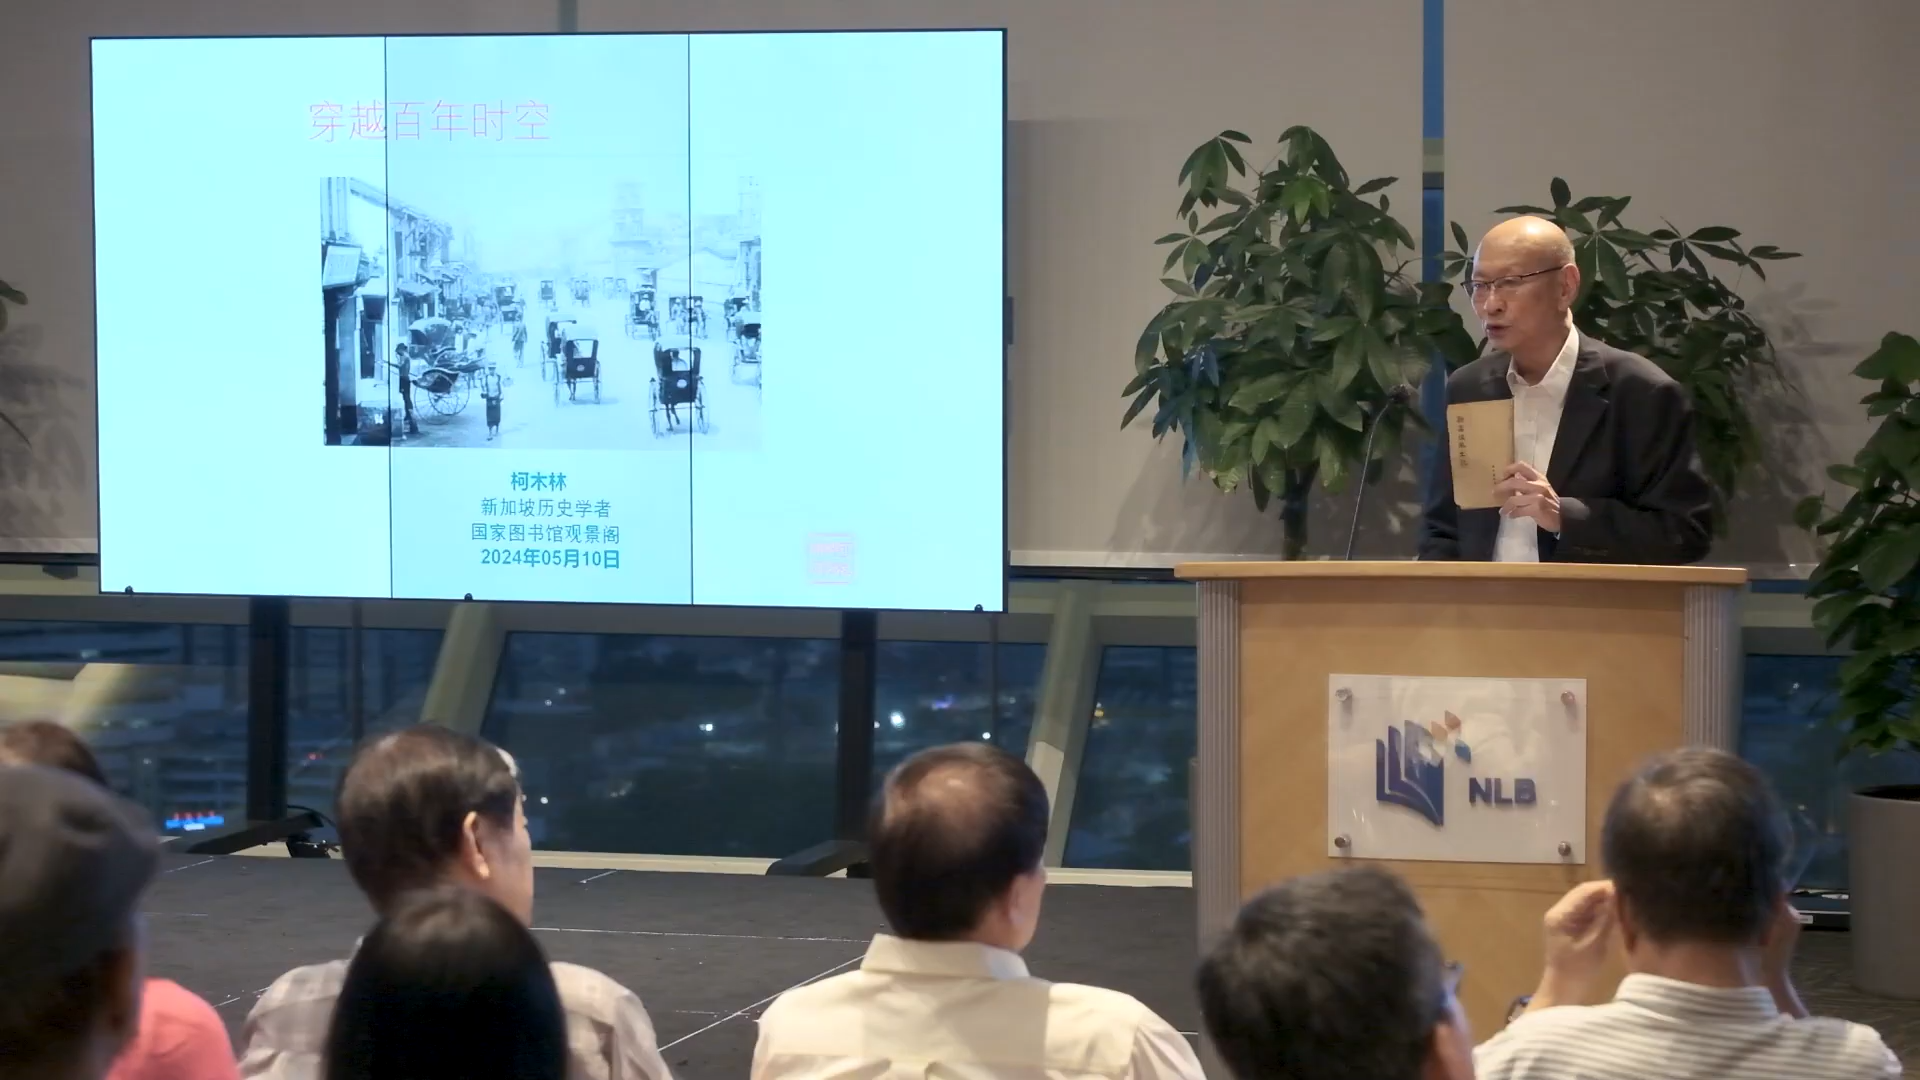 穿越百年时空
柯木林
新加坡历史学者
国家图书馆观景阁
2024年05月10日
NLB